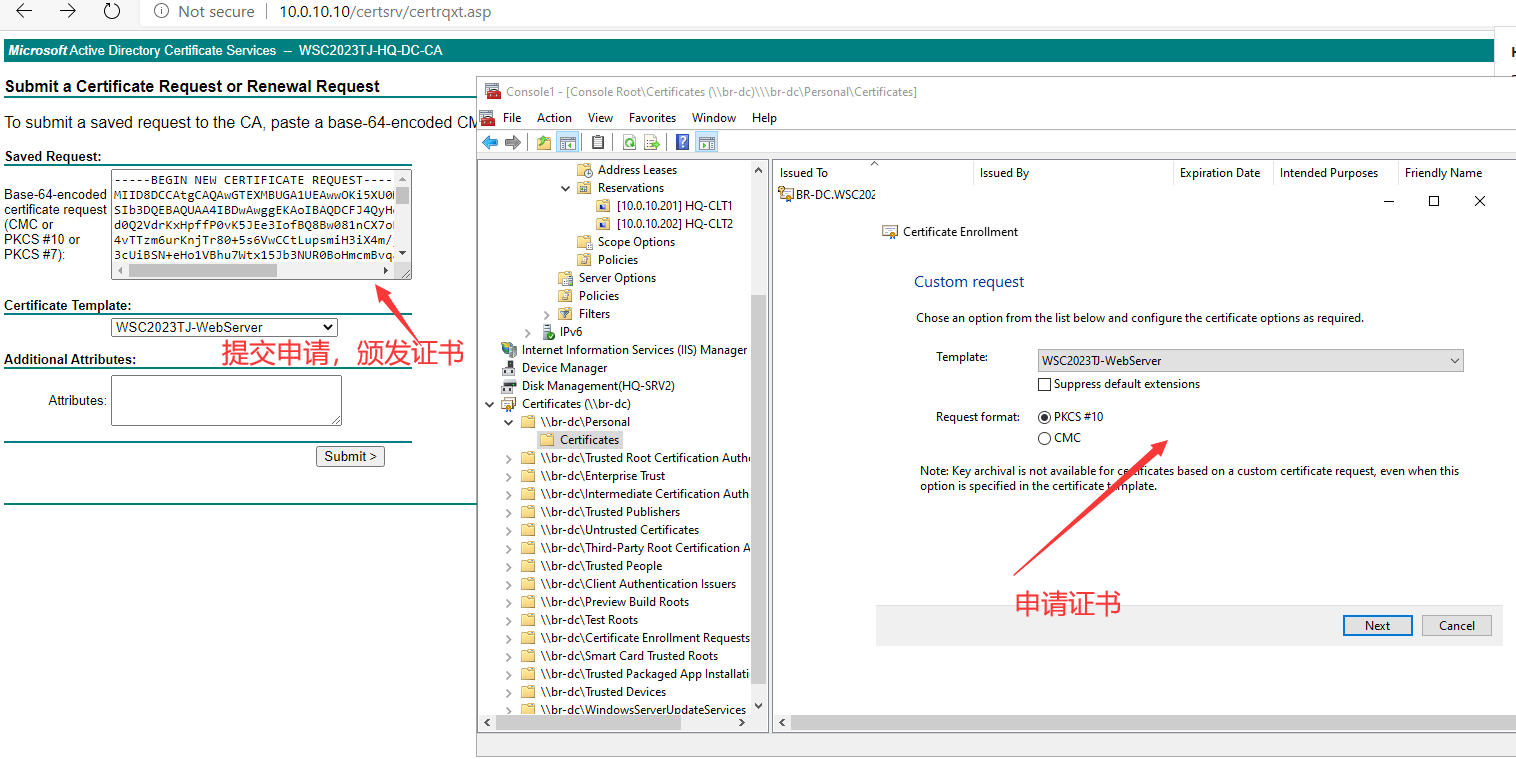 Not secure
10.0.10.10/certsrv/certrqxt.asp
Microsoft Active Directory Certificate Services -- WSC2023TJ-HQ-DC-CA
Submit a Certificate Request or Renewal Request
To submit a saved request to the CA, paste a base-64-encoded CM
Saved Request:
Base-64-encoded
certificate request
(CMC or
PKCS #10 or
PKCS #7):
-----BEGIN NEW CERTIFICATE REQUEST-----
Certificate Template:
WSC2023TJ-WebServer
提交申请，颁发证书
Additional Attributes:
Attributes:
Submit >
Console1 - [Console Root\Certificates (\\br-dc)\\\br-dc\Personal\Certificates]
File Action View Favorites Window Help
Address Leases
Reservations
[10.0.10.201] HQ-CLT1
[10.0.10.202] HQ-CLT2
Scope Options
Policies
Server Options
Policies
Filters
IPv6
Internet Information Services (IIS) Manager
Device Manager
Disk Management(HQ-SRV2)
Certificates (\\br-dc)
\\br-dc\Personal
Certificates
\\br-dc\Trusted Root Certification Autho
\\br-dc\Enterprise Trust
\\br-dc\Intermediate Certification Auth
\\br-dc\Trusted Publishers
\\br-dc\Untrusted Certificates
\\br-dc\Third-Party Root Certification A
\\br-dc\Trusted People
\\br-dc\Client Authentication Issuers
\\br-dc\Preview Build Roots
\\br-dc\Test Roots
\\br-dc\Certificate Enrollment Requests
\\br-dc\Smart Card Trusted Roots
\\br-dc\Trusted Packaged App Installati
\\br-dc\Trusted Devices
\\br-dc\WindowsServerUpdateServices
Issued To Issued By Expiration Date Intended Purposes Friendly Name
BR-DC.WSC202
Certificate Enrollment
Custom request
Chose an option from the list below and configure the certificate options as required.
Template:
WSC2023TJ-WebServer
Suppress default extensions
Request format:
PKCS #10
CMC
Note: Key archival is not available for certificates based on a custom certificate request, even when this
option is specified in the certificate template.
申请证书
Next
Cancel